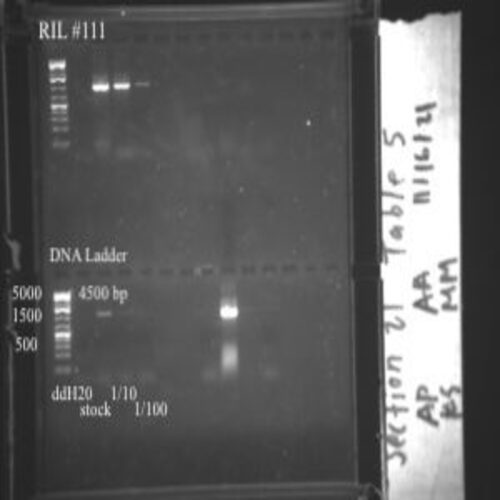 RIL #111
DNA Ladder
5000 4500 bp
1500
500
ddH20 1/10
stock 1/100
Section 21 Table 5
AP AA 11/16/21
KS MM